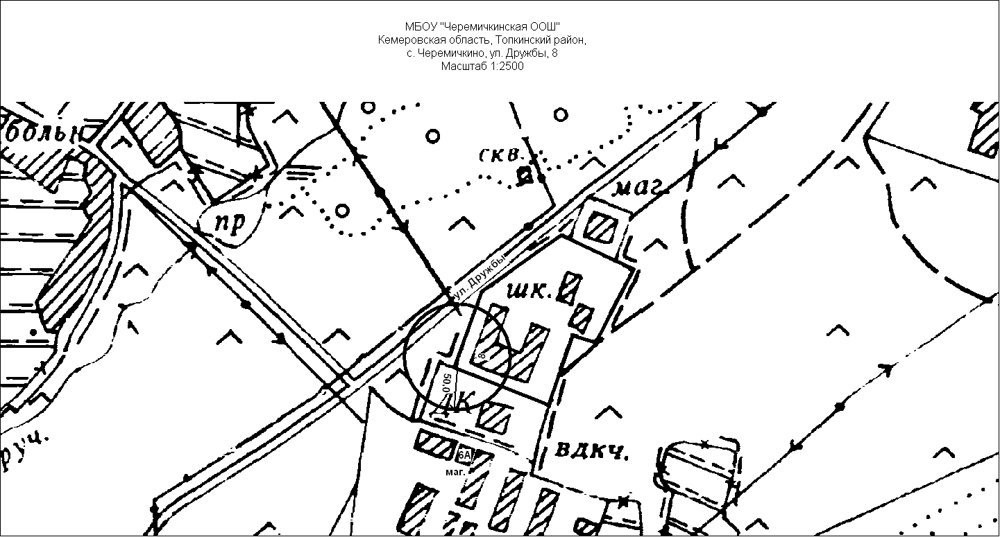 МБОУ "Черемичкинская ООШ"
Кемеровская область, Топкинский район,
с. Черемичкино, ул. Дружбы, 8
Масштаб 1:2500
больн
скв.
маг.
пр
ул. Дружбы
шк.
8
50,0
ДК
руч.
вдкч.
6А
маг.